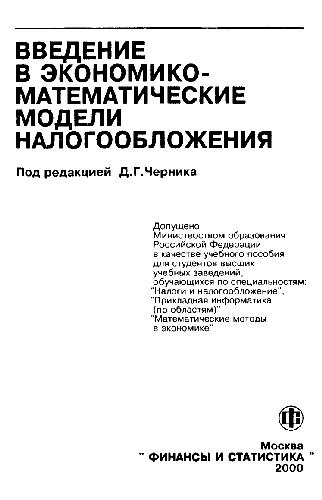 ВВЕДЕНИЕ
В ЭКОНОМИКО-
МАТЕМАТИЧЕСКИЕ
МОДЕЛИ
НАЛОГООБЛОЖЕНИЯ
Под редакцией Д.Г.Черника
Допущено
Министерством образования
Российской Федерации
в качестве учебного пособия
для студентов высших
учебных заведений,
обучающихся по специальностям:
"Налоги и налогообложение",
"Прикладная информатика
(по областям)"
"Математические методы
в экономике"
Москва
" ФИНАНСЫ И СТАТИСТИКА "
2000